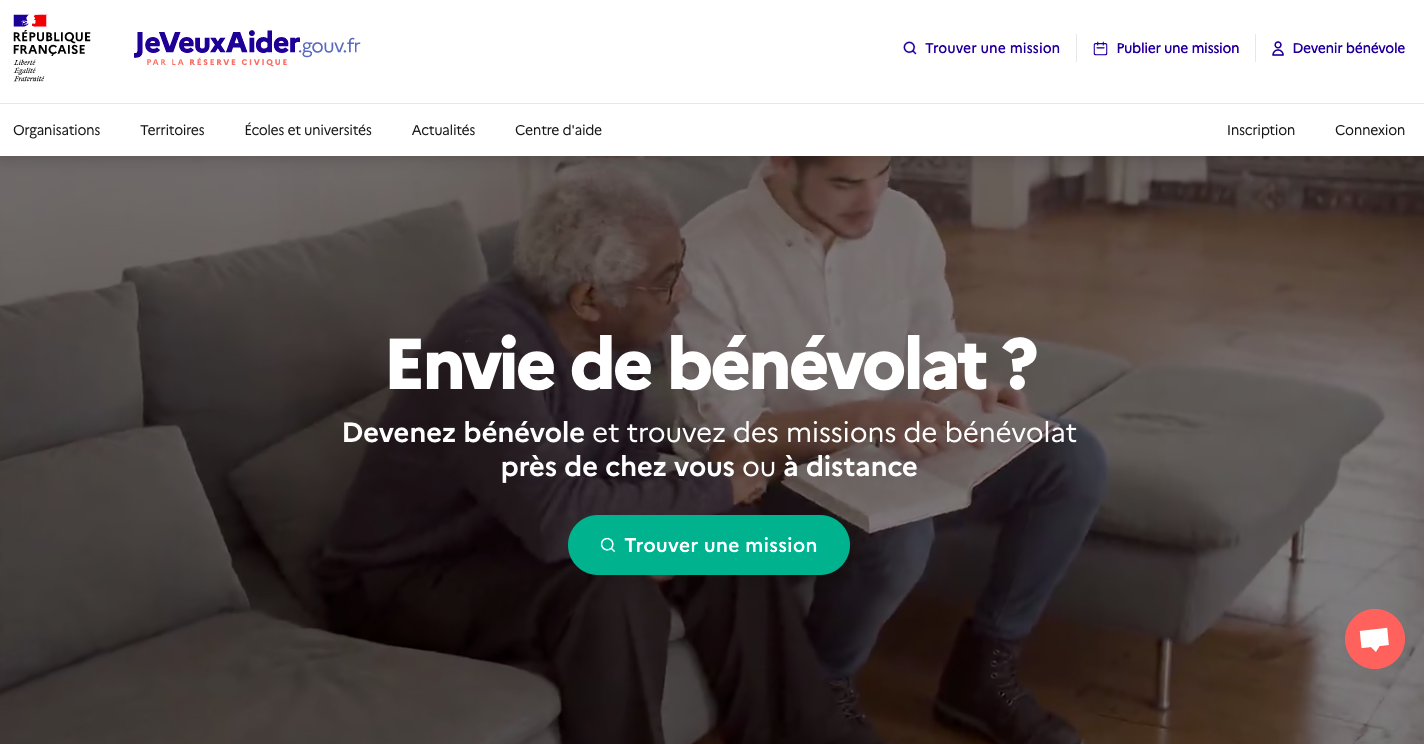 RÉPUBLIQUE
FRANÇAISE
Liberté
Égalité
Fraternité
JeVeuxAider.gouv.fr
PAR LA RÉSERVE CIVIQUE
Trouver une mission
Publier une mission
Devenir bénévole
Organisations
Territoires
Écoles et universités
Actualités
Centre d'aide
Inscription
Connexion
Envie de bénévolat ?
Devenez bénévole et trouvez des missions de bénévolat
près de chez vous ou à distance
Trouver une mission